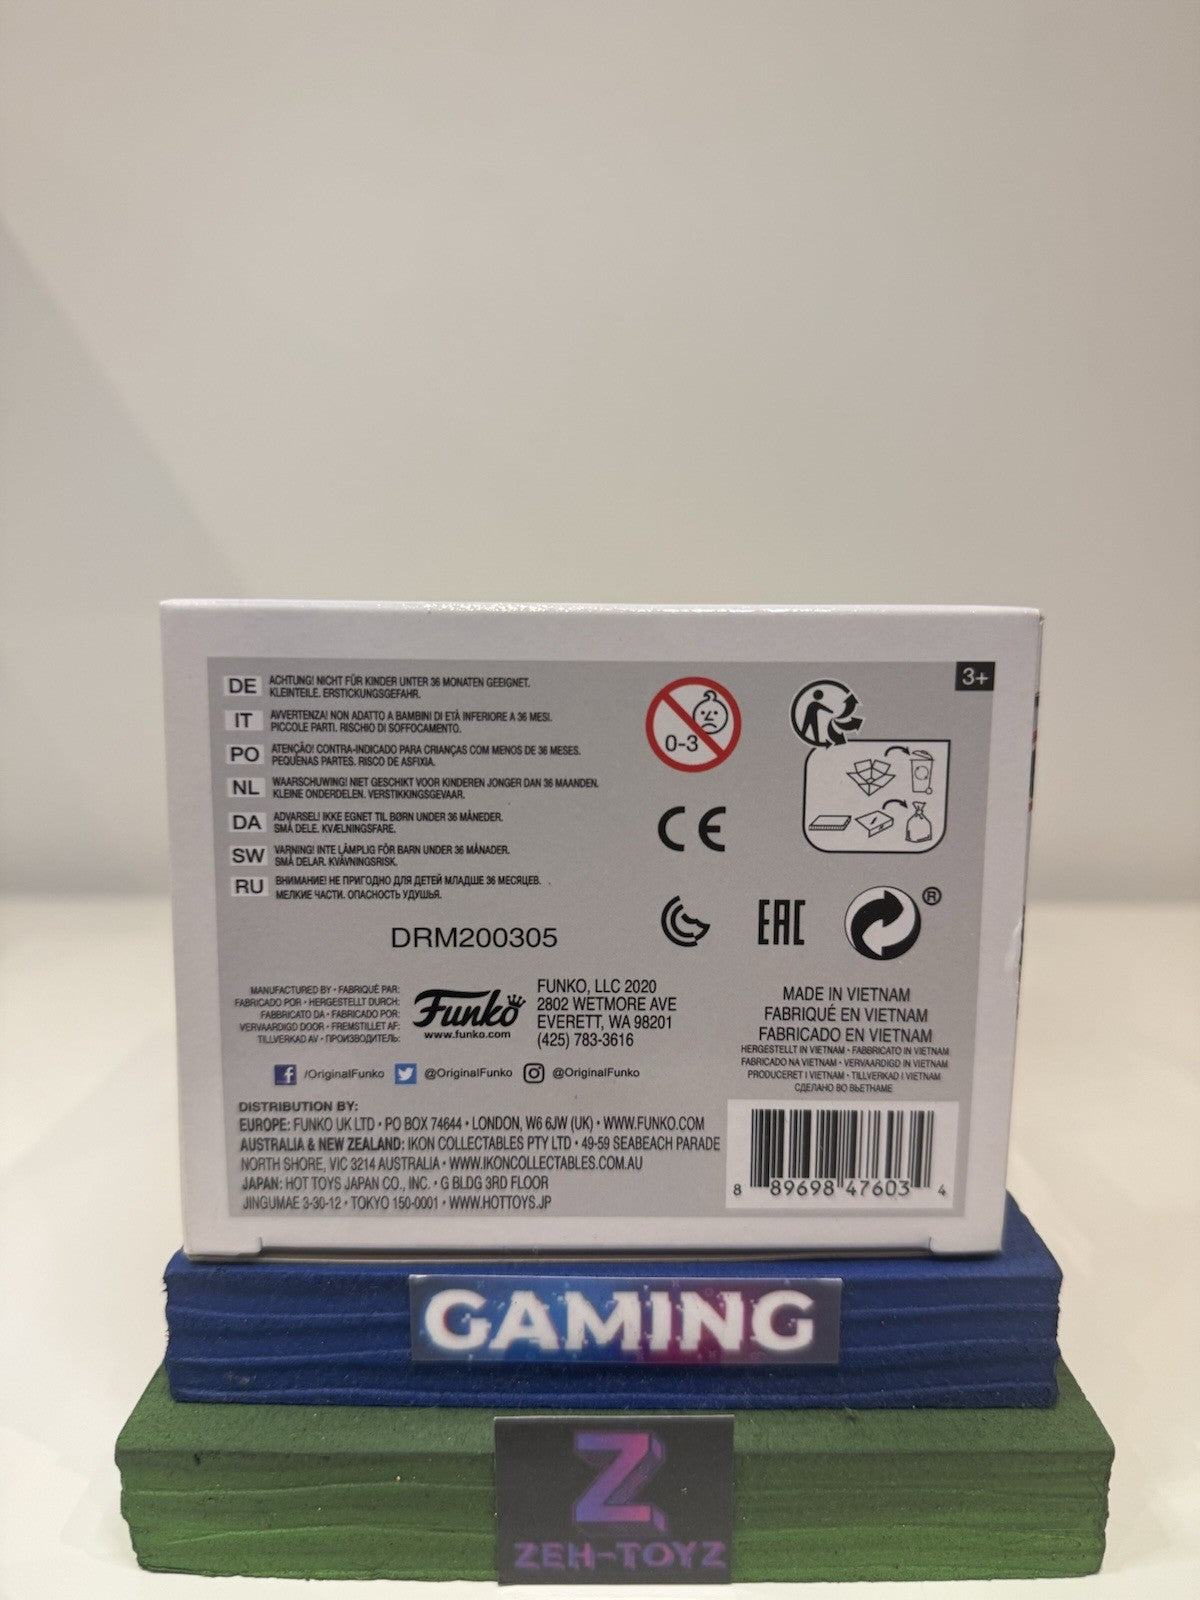 3+
DE ACHTUNG! NICHT FÜR KINDER UNTER 36 MONATEN GEEIGNET.
KLEINTEILE. ERSTICKUNGSGEFAHR.
IT AVVERTENZA! NON ADATTO A BAMBINI DI ETÀ INFERIORE A 36 MESI.
PICCOLE PARTI. RISCHIO DI SOFFOCAMENTO.
PO ATENÇÃO! CONTRA-INDICADO PARA CRIANÇAS COM MENOS DE 36 MESES.
PEQUENAS PARTES. RISCO DE ASFIXIA.
NL WAARSCHUWING! NIET GESCHIKT VOOR KINDEREN JONGER DAN 36 MAANDEN.
KLEINE ONDERDELEN. VERSTIKKINGSGEVAAR.
DA ADVARSEL! IKKE EGNET TIL BØRN UNDER 36 MÅNEDER.
SMÅ DELE. KVÆLNINGSFARE.
SW VARNING! INTE LÄMPLIG FÖR BARN UNDER 36 MÅNADER.
SMÅ DELAR. KVÄVNINGSRISK.
RU ВНИМАНИЕ! НЕ ПРИГОДНО ДЛЯ ДЕТЕЙ МЛАДШЕ 36 МЕСЯЦЕВ.
МЕЛКИЕ ЧАСТИ. ОПАСНОСТЬ УДУШЬЯ.
0-3
CE
EAC
®
DRM200305
MANUFACTURED BY • FABRIQUÉ PAR:
FABRICADO POR • HERGESTELLT DURCH:
FABBRICATO DA • FABRICADO POR:
VERVAARDIGD DOOR • FREMSTILLET AF:
TILLVERKAD AV • ПРОИЗВОДИТЕЛЬ:
Funko
www.funko.com
FUNKO, LLC 2020
2802 WETMORE AVE
EVERETT, WA 98201
(425) 783-3616
MADE IN VIETNAM
FABRIQUÉ EN VIETNAM
FABRICADO EN VIETNAM
HERGESTELLT IN VIETNAM • FABBRICATO IN VIETNAM
FABRICADO NA VIETNAM • VERVAARDIGD IN VIETNAM
PRODUCERET I VIETNAM • TILLVERKAD I VIETNAM
СДЕЛАНО ВО ВЬЕТНАМЕ
/OriginalFunko @OriginalFunko @OriginalFunko
DISTRIBUTION BY:
EUROPE: FUNKO UK LTD • PO BOX 74644 • LONDON, W6 6JW (UK) • WWW.FUNKO.COM
AUSTRALIA & NEW ZEALAND: IKON COLLECTABLES PTY LTD • 49-59 SEABEACH PARADE
NORTH SHORE, VIC 3214 AUSTRALIA • WWW.IKONCOLLECTABLES.COM.AU
JAPAN: HOT TOYS JAPAN CO., INC. • G BLDG 3RD FLOOR
JINGUMAE 3-30-12 • TOKYO 150-0001 • WWW.HOTTOYS.JP
8 89698 47603 4
GAMING
Z
ZEH-TOYZ